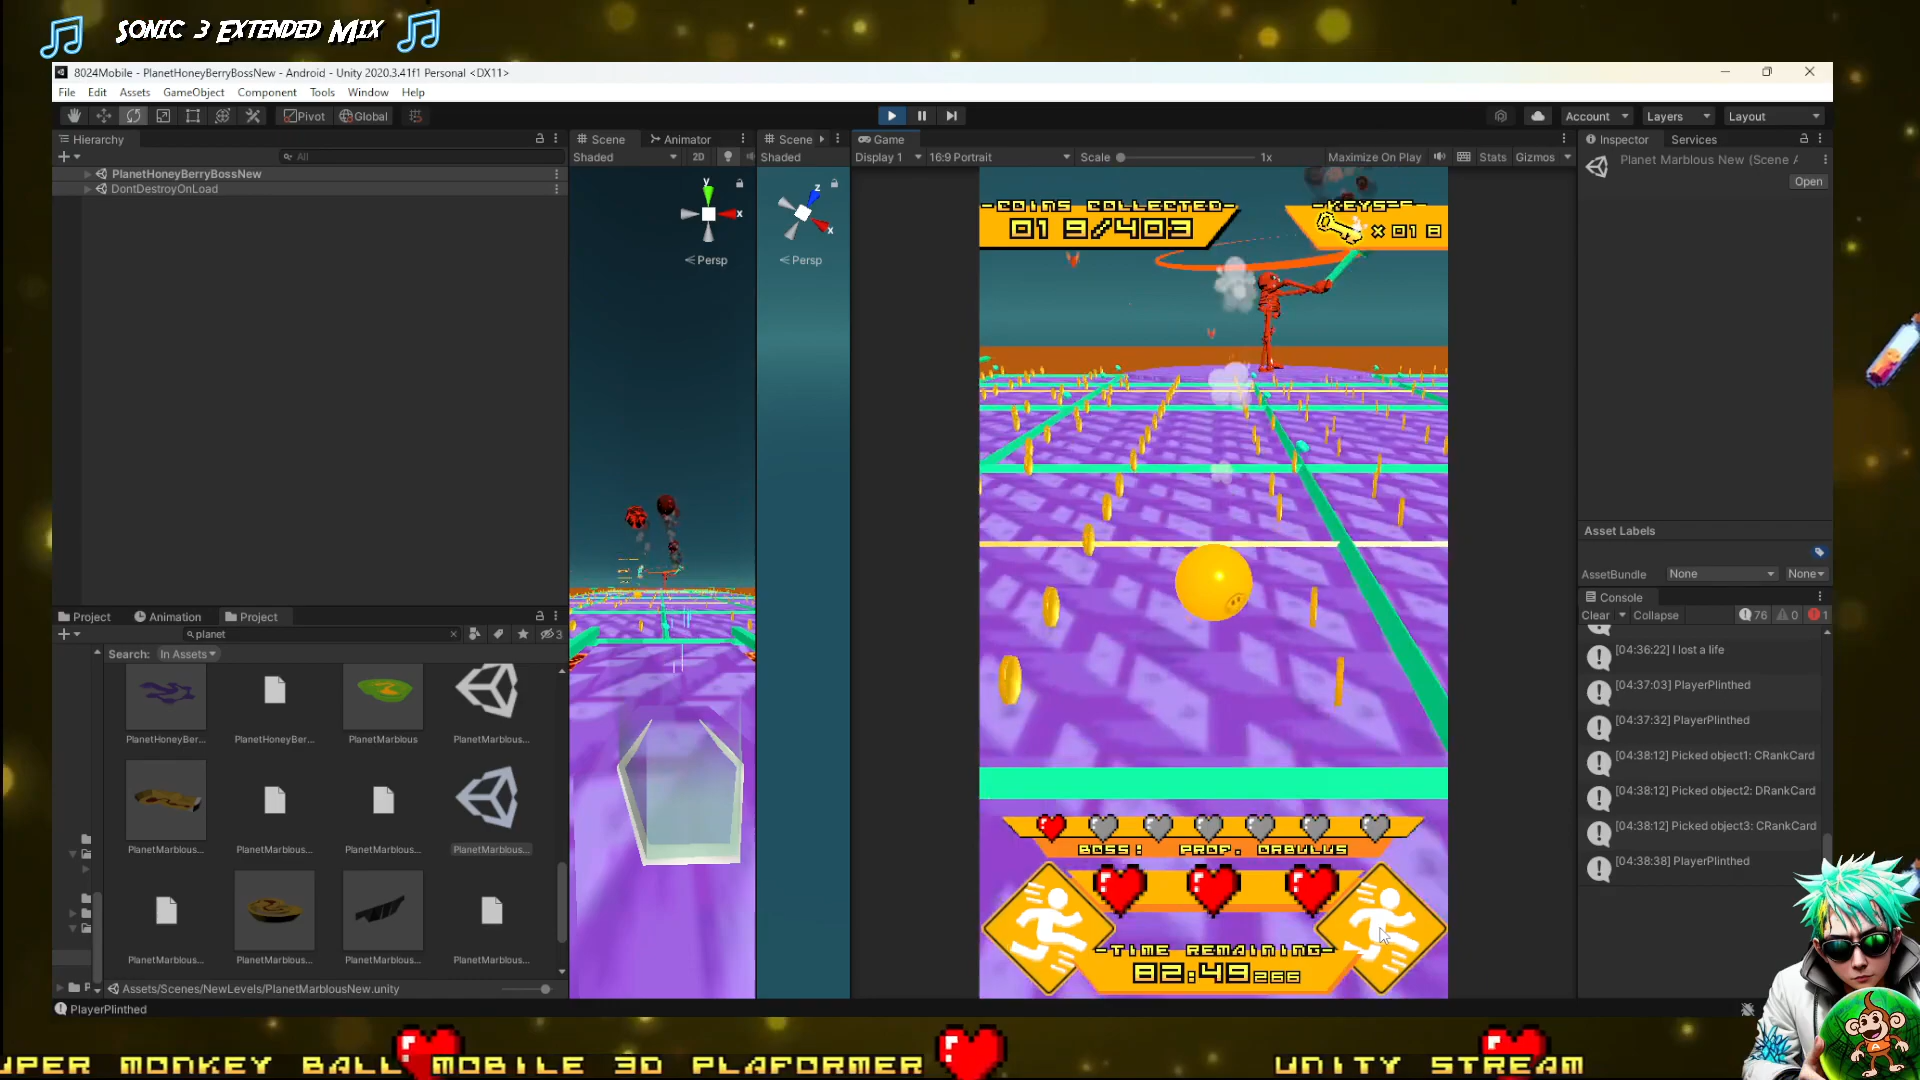 Sonic 3 Extended Mix
8024Mobile - PlanetHoneyBerryBossNew - Android - Unity 2020.3.41f1 Personal <DX11>
File Edit Assets GameObject Component Tools Window Help
Pivot Global
Account Layers Layout
Hierarchy
All
PlanetHoneyBerryBossNew
DontDestroyOnLoad
Scene Animator
Shaded 2D
y
x
Persp
Scene
Shaded
z
x
Persp
Game
Display 1 16:9 Portrait Scale 1x Maximize On Play Stats Gizmos
-COINS COLLECTED-
019/403
× 018
BOSS: PROF. ORBULUS
-TIME REMAINING-
82:49 266
Inspector Services
Planet Marblous New (Scene A
Open
Asset Labels
AssetBundle None None
Console
Clear Collapse 76 0 1
[04:36:22] I lost a life
[04:37:03] PlayerPlinthed
[04:37:32] PlayerPlinthed
[04:38:12] Picked object1: CRankCard
[04:38:12] Picked object2: DRankCard
[04:38:12] Picked object3: CRankCard
[04:38:38] PlayerPlinthed
Project Animation Project
planet
3
Search: In Assets
PlanetHoneyBer... PlanetHoneyBer... PlanetMarblous PlanetMarblous...
PlanetMarblous... PlanetMarblous... PlanetMarblous... PlanetMarblous...
PlanetMarblous... PlanetMarblous... PlanetMarblous... PlanetMarblous...
P Assets/Scenes/NewLevels/PlanetMarblousNew.unity
PlayerPlinthed
UPER MONKEY BALL MOBILE 3D PLAFORMER UNITY STREAM